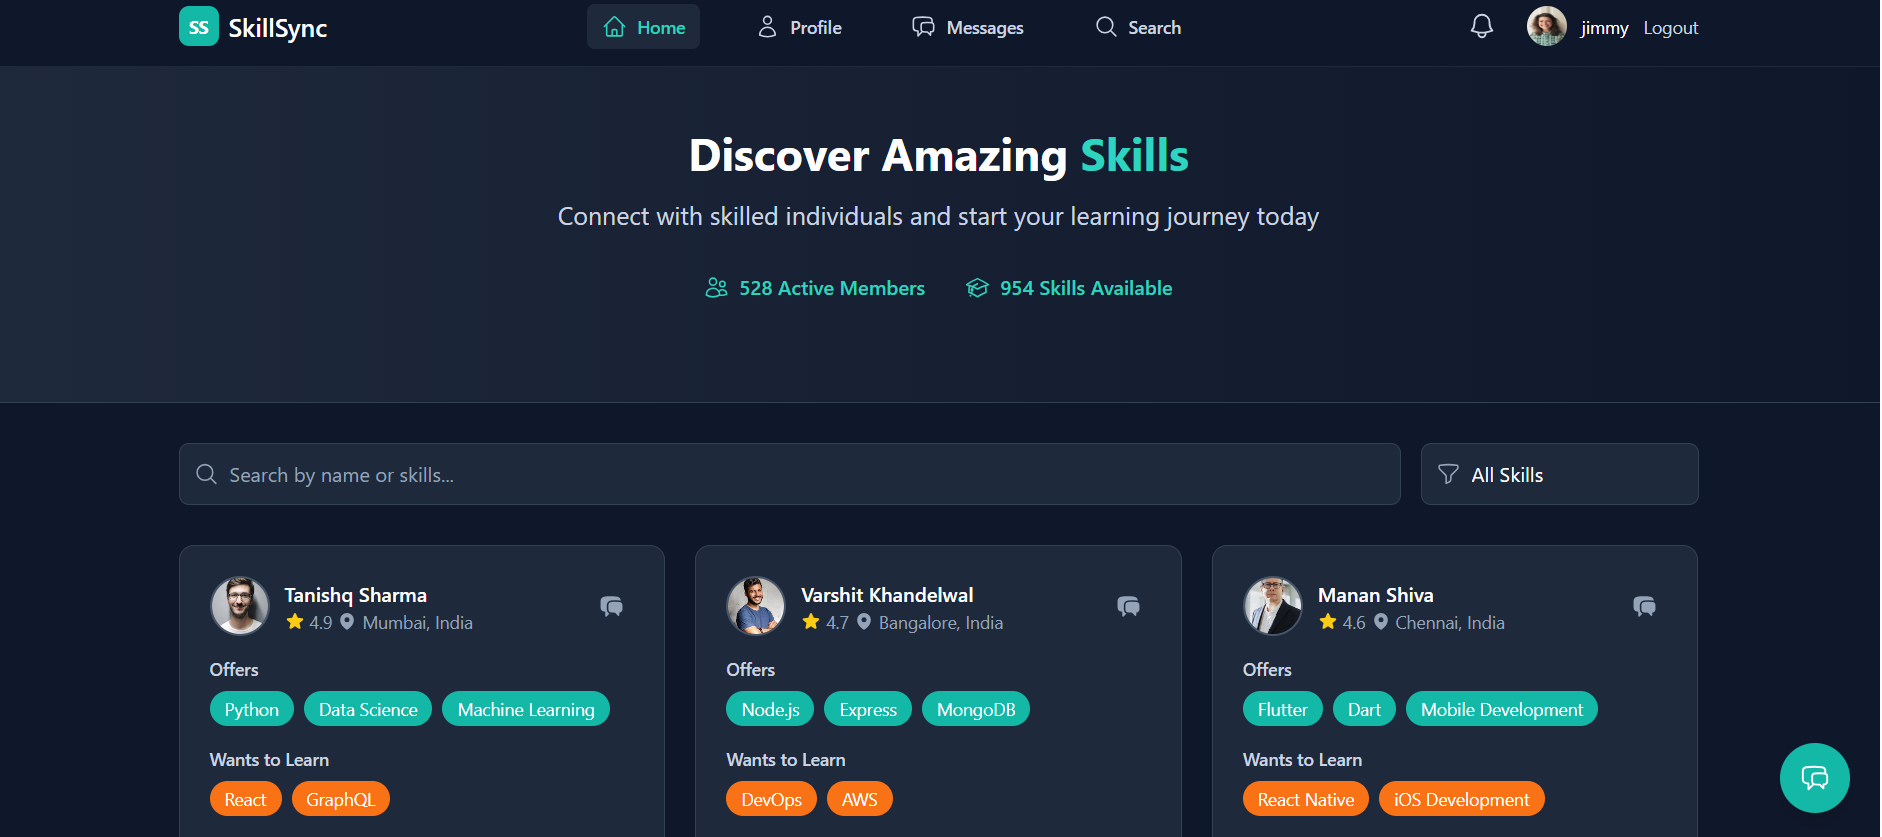 SS SkillSync Home Profile Messages Search jimmy Logout
Discover Amazing Skills
Connect with skilled individuals and start your learning journey today
528 Active Members 954 Skills Available
Search by name or skills... All Skills
Tanishq Sharma
4.9 Mumbai, India
Offers
Python Data Science Machine Learning
Wants to Learn
React GraphQL
Varshit Khandelwal
4.7 Bangalore, India
Offers
Node.js Express MongoDB
Wants to Learn
DevOps AWS
Manan Shiva
4.6 Chennai, India
Offers
Flutter Dart Mobile Development
Wants to Learn
React Native iOS Development